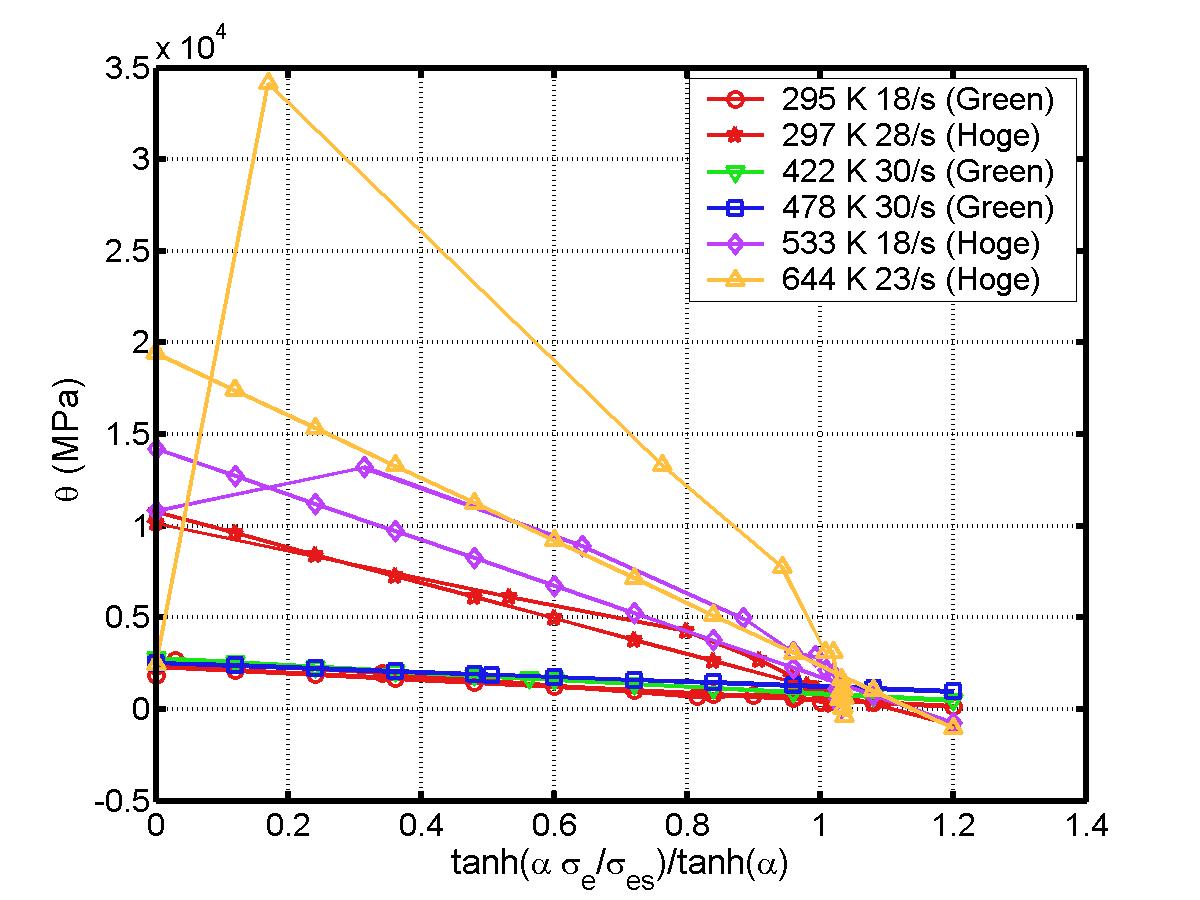 x 10^4
3.5
3
2.5
2
1.5
1
0.5
0
-0.5
θ (MPa)
295 K 18/s (Green)
297 K 28/s (Hoge)
422 K 30/s (Green)
478 K 30/s (Green)
533 K 18/s (Hoge)
644 K 23/s (Hoge)
0 0.2 0.4 0.6 0.8 1 1.2 1.4
tanh(α σ_e/σ_es)/tanh(α)